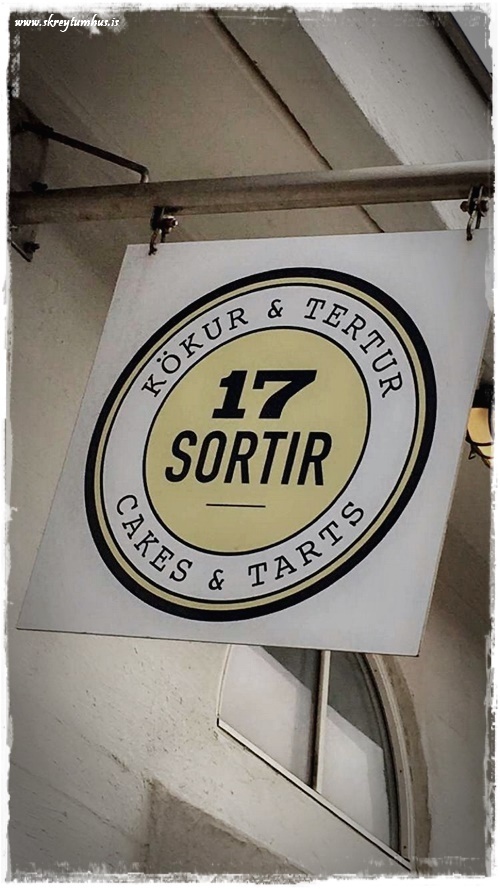 www.skreytumhus.is
KÖKUR & TERTUR
17
SORTIR
CAKES & TARTS